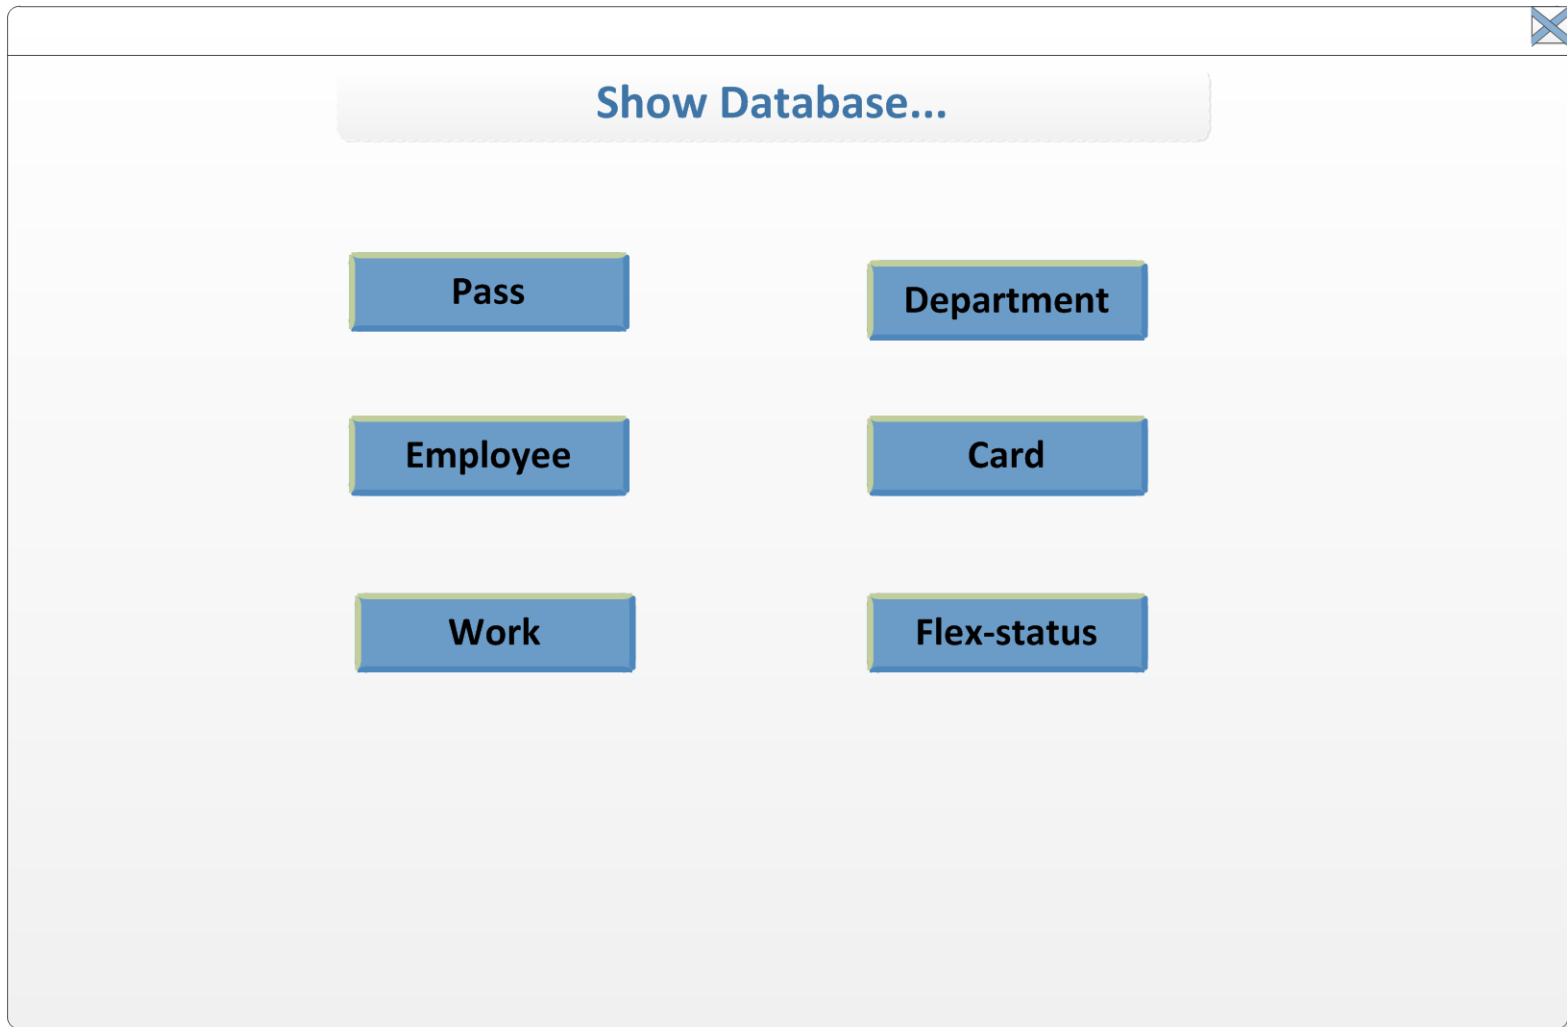 Show Database...
Pass
Department
Employee
Card
Work
Flex-status